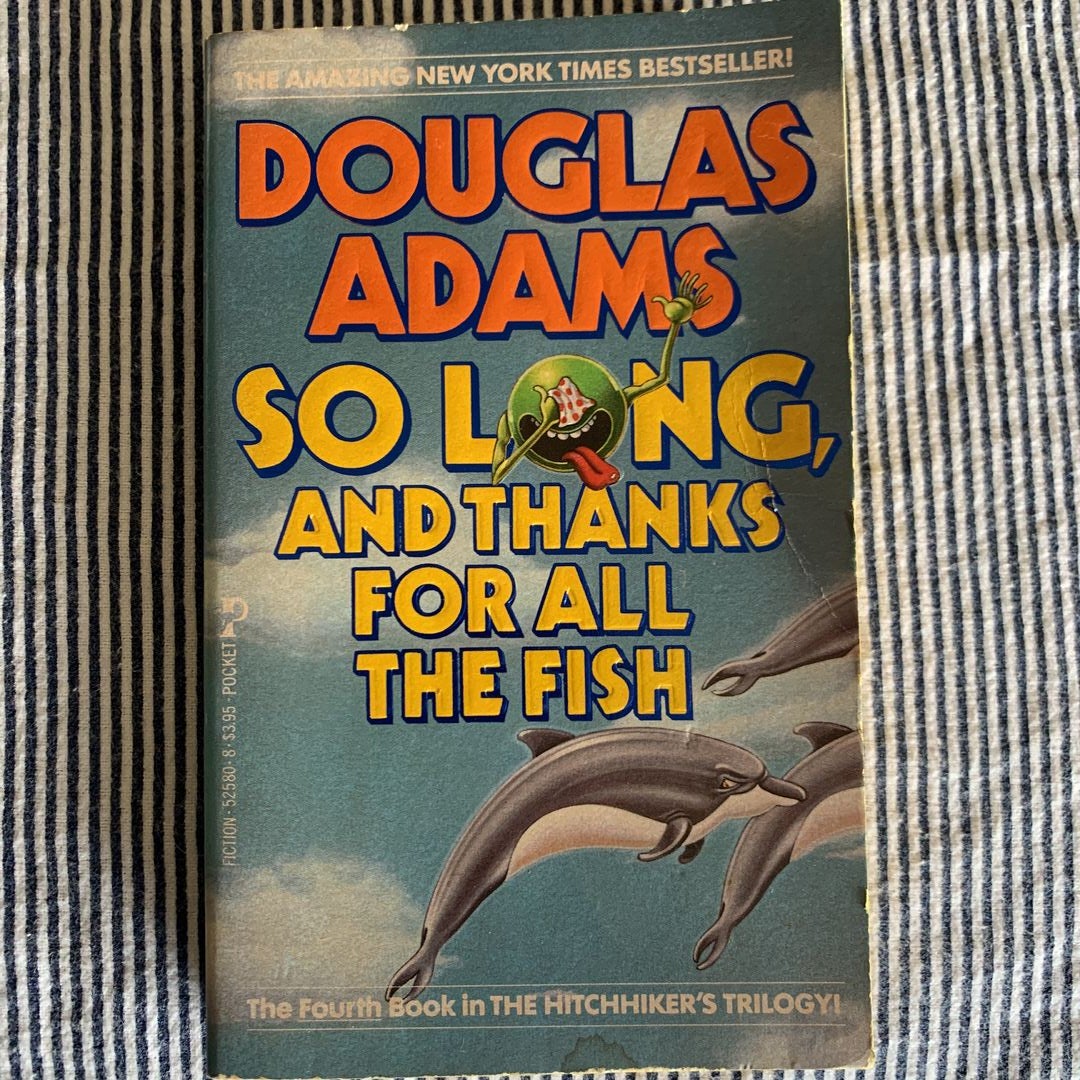 THE AMAZING NEW YORK TIMES BESTSELLER!
DOUGLAS
ADAMS
SO LONG,
AND THANKS
FOR ALL
THE FISH
FICTION · 52580 · 8 · $3.95 · POCKET
The Fourth Book in THE HITCHHIKER'S TRILOGY!